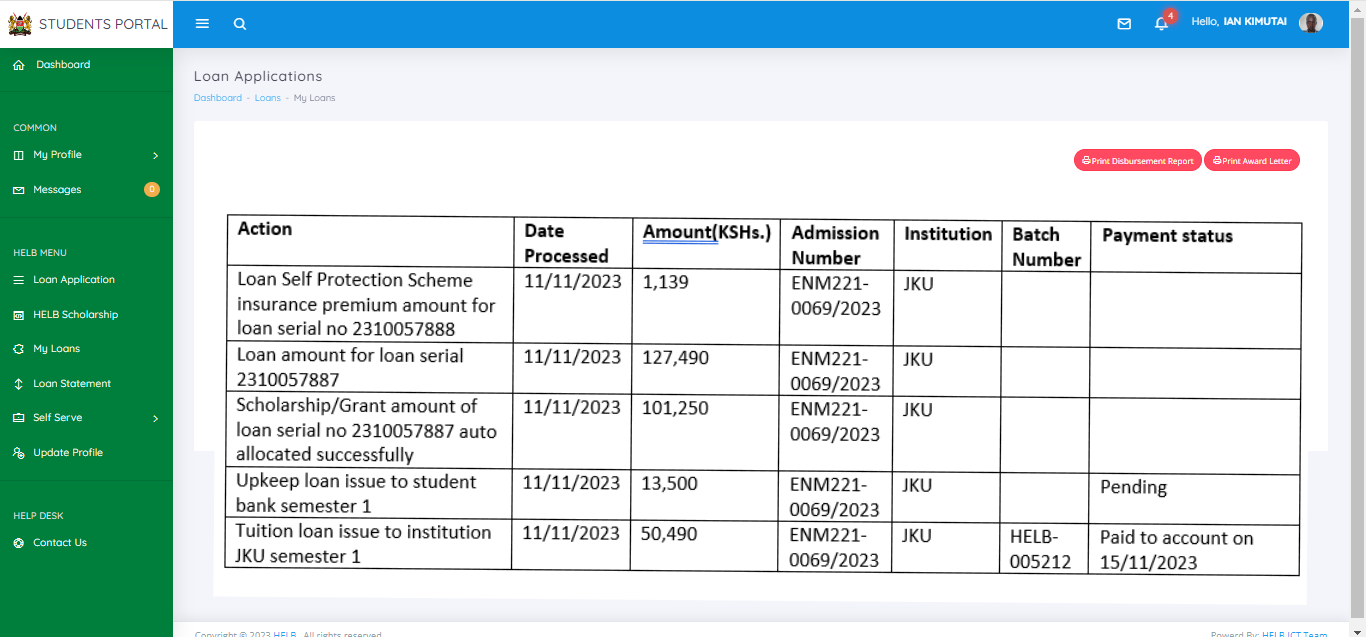 STUDENTS PORTAL
4
Hello, IAN KIMUTAI
Dashboard
COMMON
My Profile
Messages
0
HELB MENU
Loan Application
HELB Scholarship
My Loans
Loan Statement
Self Serve
Update Profile
HELP DESK
Contact Us
Loan Applications
Dashboard - Loans - My Loans
Print Disbursement Report
Print Award Letter
Action
Date
Processed
Amount(KSHs.)
Admission
Number
Institution
Batch
Number
Payment status
Loan Self Protection Scheme
insurance premium amount for
loan serial no 2310057888
11/11/2023
1,139
ENM221-
0069/2023
JKU
Loan amount for loan serial
2310057887
11/11/2023
127,490
ENM221-
0069/2023
JKU
Scholarship/Grant amount of
loan serial no 2310057887 auto
allocated successfully
11/11/2023
101,250
ENM221-
0069/2023
JKU
Upkeep loan issue to student
bank semester 1
11/11/2023
13,500
ENM221-
0069/2023
JKU
Pending
Tuition loan issue to institution
JKU semester 1
11/11/2023
50,490
ENM221-
0069/2023
JKU
HELB-
005212
Paid to account on
15/11/2023
Copyright © 2023 HELB. All rights reserved.
Powerd By: HELB ICT Team